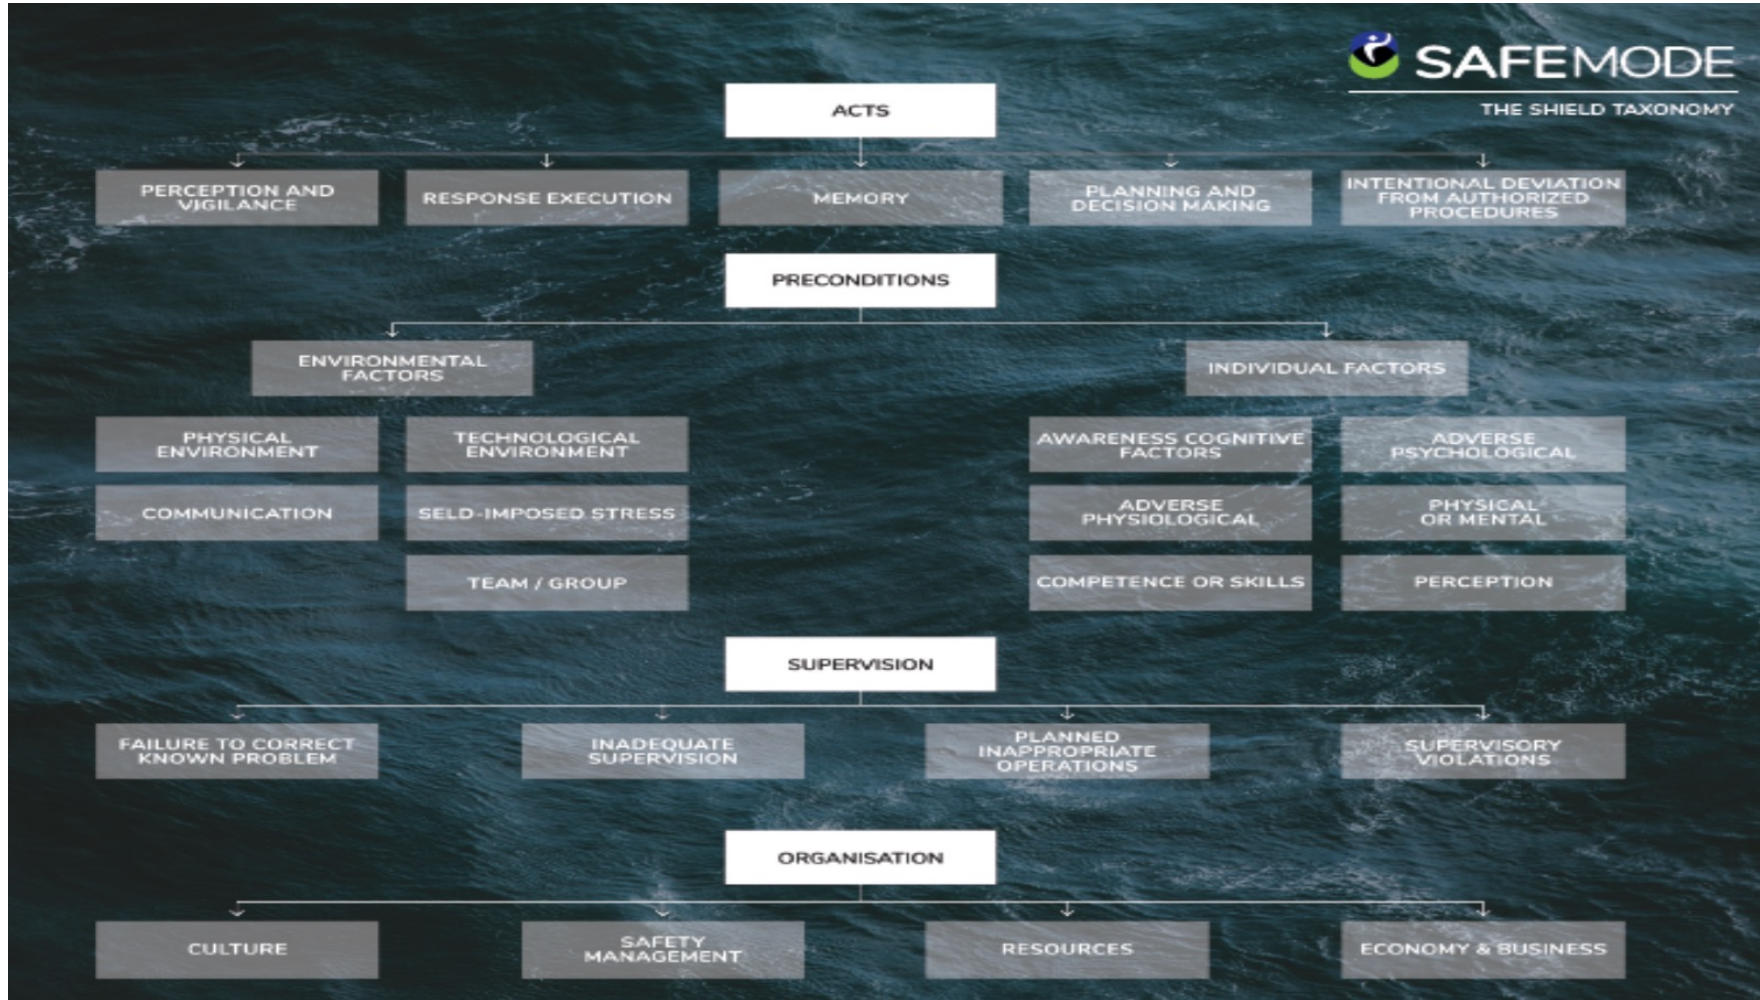 SAFEMODE
THE SHIELD TAXONOMY
ACTS
PERCEPTION AND
VIGILANCE
RESPONSE EXECUTION
MEMORY
PLANNING AND
DECISION MAKING
INTENTIONAL DEVIATION
FROM AUTHORIZED
PROCEDURES
PRECONDITIONS
ENVIRONMENTAL
FACTORS
INDIVIDUAL FACTORS
PHYSICAL
ENVIRONMENT
TECHNOLOGICAL
ENVIRONMENT
AWARENESS COGNITIVE
FACTORS
ADVERSE
PSYCHOLOGICAL
COMMUNICATION
SELD-IMPOSED STRESS
ADVERSE
PHYSIOLOGICAL
PHYSICAL
OR MENTAL
TEAM / GROUP
COMPETENCE OR SKILLS
PERCEPTION
SUPERVISION
FAILURE TO CORRECT
KNOWN PROBLEM
INADEQUATE
SUPERVISION
PLANNED
INAPPROPRIATE
OPERATIONS
SUPERVISORY
VIOLATIONS
ORGANISATION
CULTURE
SAFETY
MANAGEMENT
RESOURCES
ECONOMY & BUSINESS